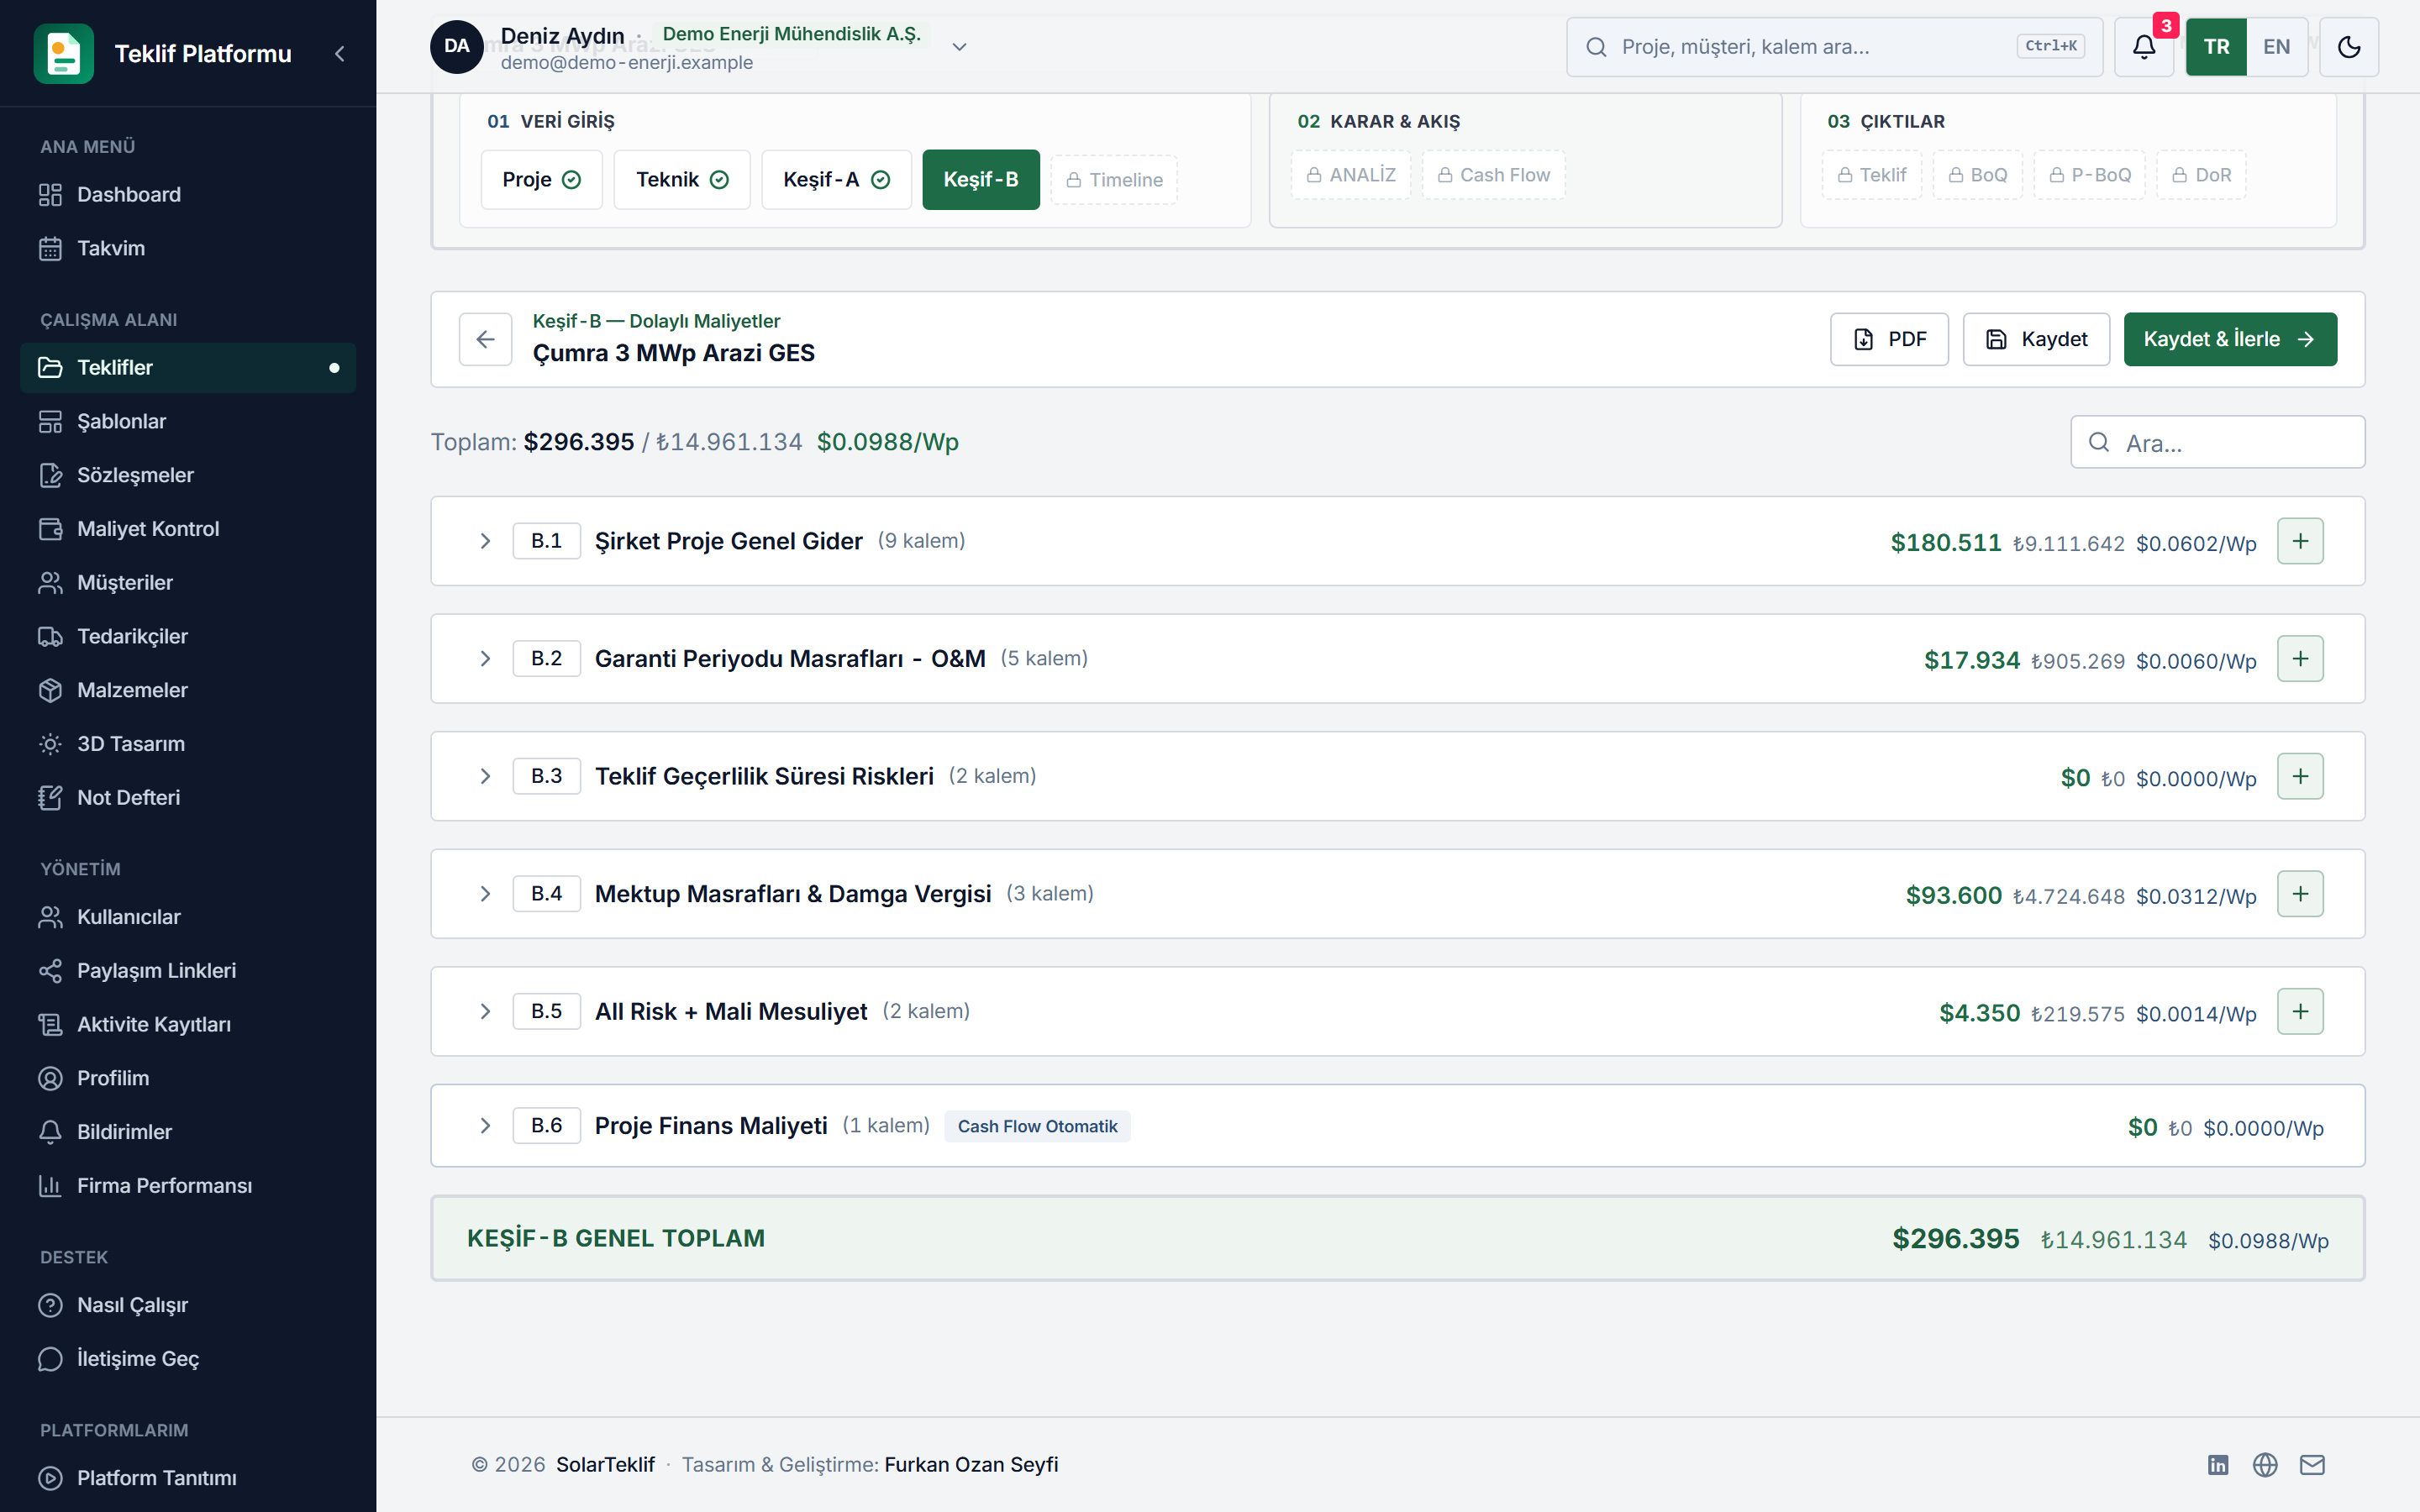 Teklif Platformu
ANA MENÜ
Dashboard
Takvim
ÇALIŞMA ALANI
Teklifler
Şablonlar
Sözleşmeler
Maliyet Kontrol
Müşteriler
Tedarikçiler
Malzemeler
3D Tasarım
Not Defteri
YÖNETİM
Kullanıcılar
Paylaşım Linkleri
Aktivite Kayıtları
Profilim
Bildirimler
Firma Performansı
DESTEK
Nasıl Çalışır
İletişime Geç
PLATFORMLARIM
Platform Tanıtımı
DA
Deniz Aydın · Demo Enerji Mühendislik A.Ş.
demo@demo-enerji.example
Proje, müşteri, kalem ara... Ctrl+K
3
TR EN
01 VERİ GİRİŞ
Proje Teknik Keşif-A Keşif-B Timeline
02 KARAR & AKIŞ
ANALİZ Cash Flow
03 ÇIKTILAR
Teklif BoQ P-BoQ DoR
Keşif-B — Dolaylı Maliyetler
Çumra 3 MWp Arazi GES
PDF Kaydet Kaydet & İlerle
Toplam: $296.395 / ₺14.961.134 $0.0988/Wp
Ara...
B.1 Şirket Proje Genel Gider (9 kalem) $180.511 ₺9.111.642 $0.0602/Wp
B.2 Garanti Periyodu Masrafları - O&M (5 kalem) $17.934 ₺905.269 $0.0060/Wp
B.3 Teklif Geçerlilik Süresi Riskleri (2 kalem) $0 ₺0 $0.0000/Wp
B.4 Mektup Masrafları & Damga Vergisi (3 kalem) $93.600 ₺4.724.648 $0.0312/Wp
B.5 All Risk + Mali Mesuliyet (2 kalem) $4.350 ₺219.575 $0.0014/Wp
B.6 Proje Finans Maliyeti (1 kalem) Cash Flow Otomatik $0 ₺0 $0.0000/Wp
KEŞİF-B GENEL TOPLAM $296.395 ₺14.961.134 $0.0988/Wp
© 2026 SolarTeklif · Tasarım & Geliştirme: Furkan Ozan Seyfi